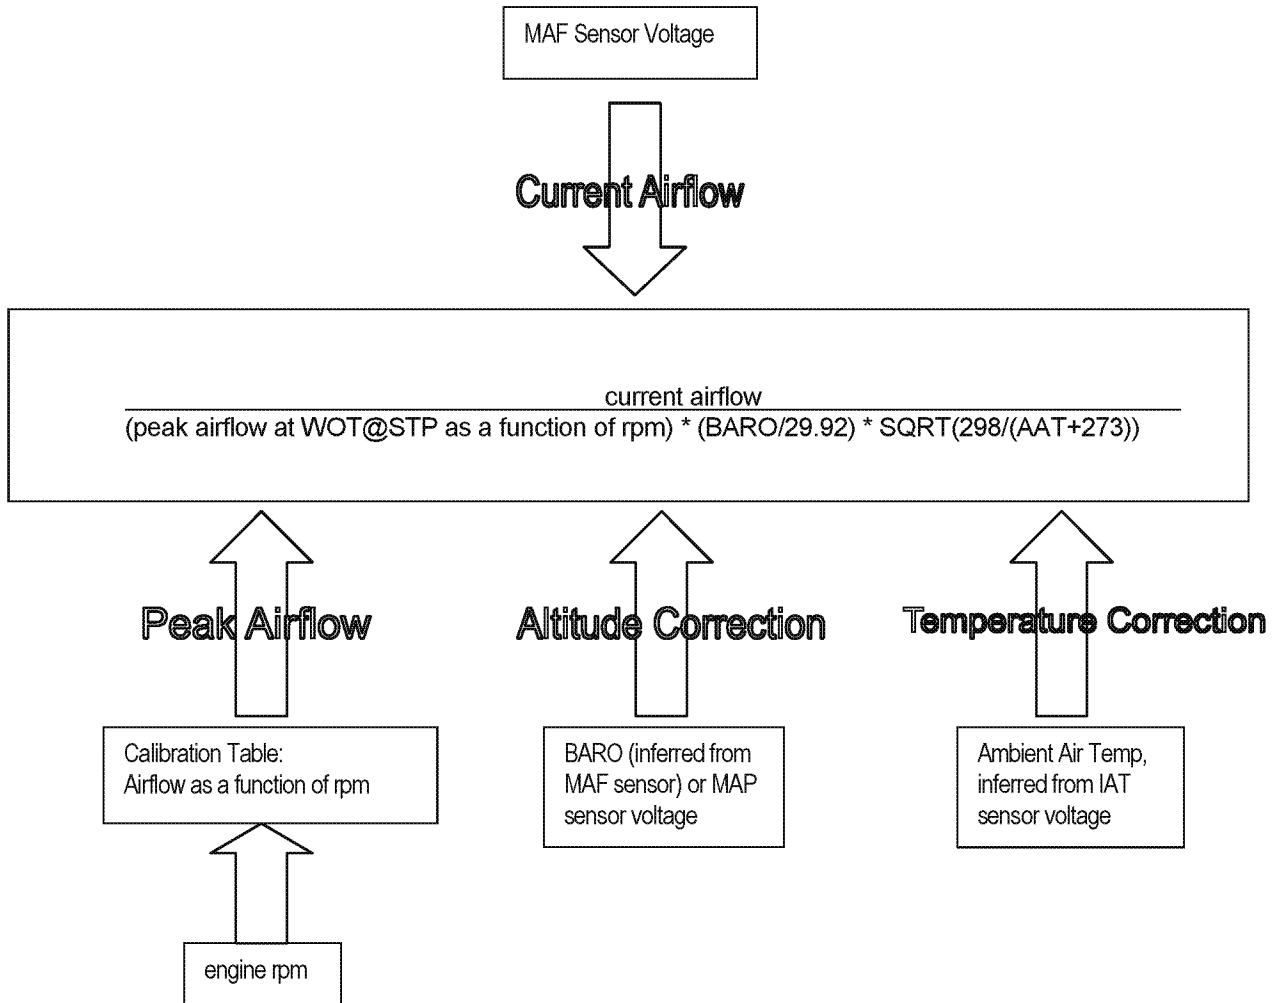 MAF Sensor Voltage
Current Airflow
current airflow
(peak airflow at WOT@STP as a function of rpm) * (BARO/29.92) * SQRT(298/(AAT+273))
Peak Airflow
Altitude Correction
Temperature Correction
Calibration Table:
Airflow as a function of rpm
BARO (inferred from
MAF sensor) or MAP
sensor voltage
Ambient Air Temp,
inferred from IAT
sensor voltage
engine rpm